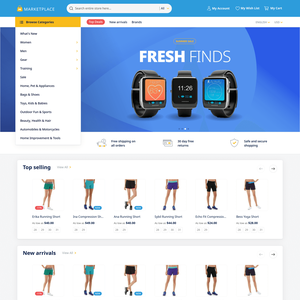 MARKETPLACE
Search entire store here...
My Account
My Wish List
My Cart
Browse Categories
Top Deals
New arrivals
Brands
What's New
Women
Men
Gear
Training
Sale
Home, Pet & Appliances
Bags & Shoes
Toys, Kids & Babies
Outdoor Fun & Sports
Beauty, Health & Hair
Automobiles & Motorcycles
Home Improvement & Tools
FRESH FINDS
11:26
Free shipping on
all orders
30 day free
returns
Safe and secure
shopping
Top selling
Erika Running Short
Ina Compression Sh...
Ana Running Short
Sybil Running Short
Echo Fit Compressio...
Bess Yoga Short
New arrivals